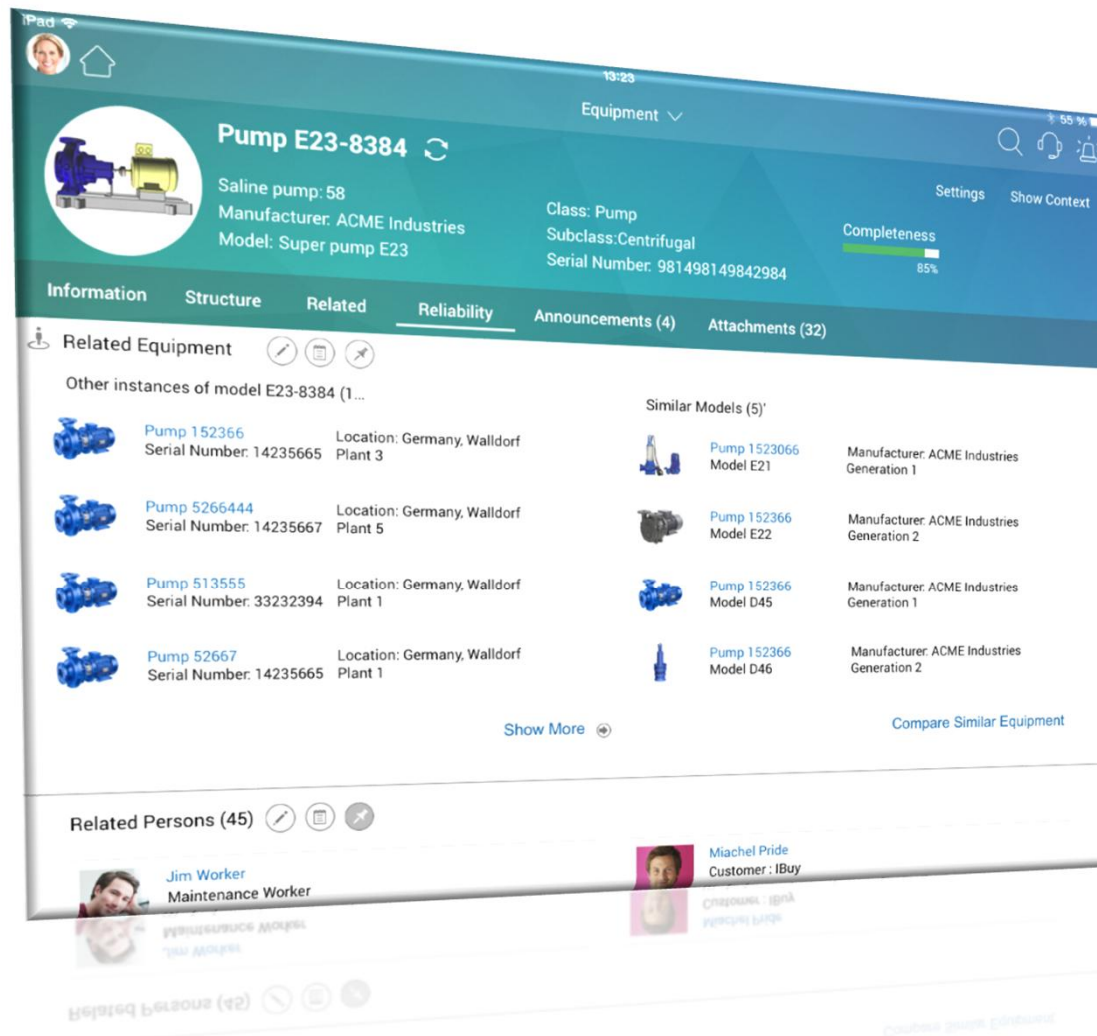 iPad
13:23
55 %
Equipment
Pump E23-8384
Saline pump: 58
Manufacturer: ACME Industries
Model: Super pump E23
Class: Pump
Subclass:Centrifugal
Serial Number: 981498149842984
Completeness
85%
Settings
Show Context
Information
Structure
Related
Reliability
Announcements (4)
Attachments (32)
Related Equipment
Other instances of model E23-8384 (1...
Pump 152366
Serial Number: 14235665
Location: Germany, Walldorf
Plant 3
Pump 5266444
Serial Number: 14235667
Location: Germany, Walldorf
Plant 5
Pump 513555
Serial Number: 33232394
Location: Germany, Walldorf
Plant 1
Pump 52667
Serial Number: 14235665
Location: Germany, Walldorf
Plant 1
Show More
Similar Models (5)'
Pump 1523066
Model E21
Manufacturer: ACME Industries
Generation 1
Pump 152366
Model E22
Manufacturer: ACME Industries
Generation 2
Pump 152366
Model D45
Manufacturer: ACME Industries
Generation 1
Pump 152366
Model D46
Manufacturer: ACME Industries
Generation 2
Compare Similar Equipment
Related Persons (45)
Jim Worker
Maintenance Worker
Miachel Pride
Customer : IBuy